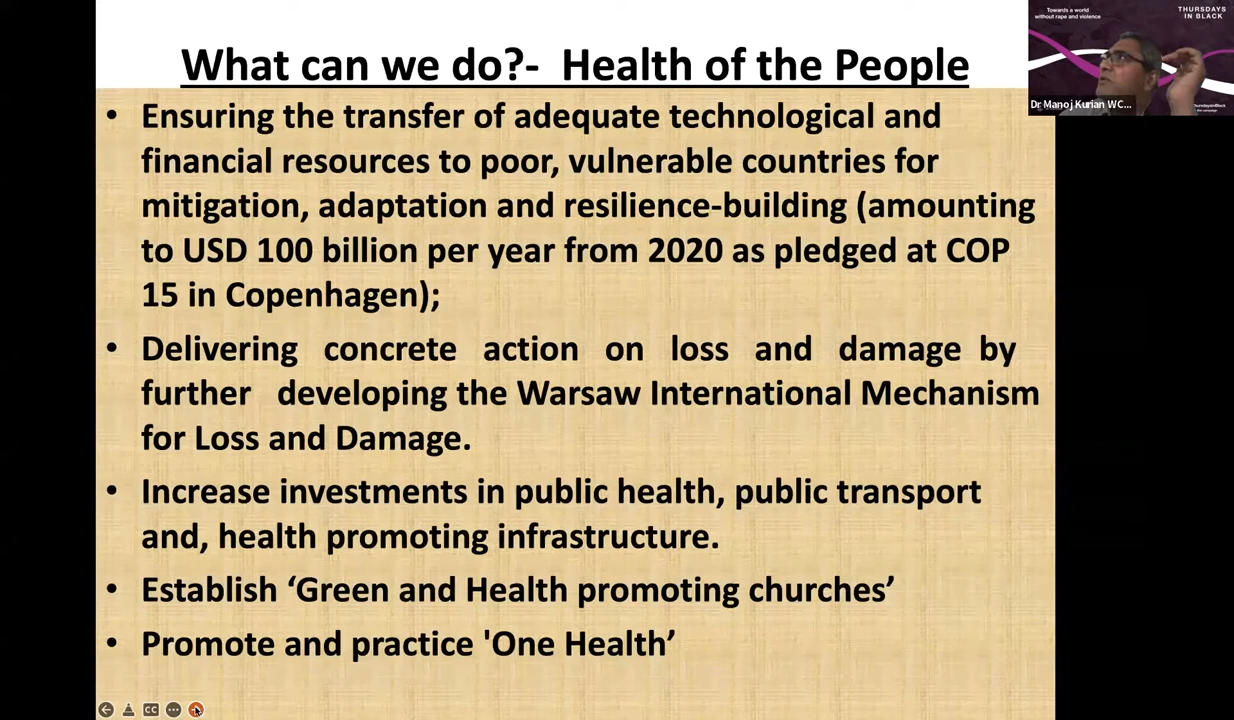 What can we do?- Health of the People
• Ensuring the transfer of adequate technological and
financial resources to poor, vulnerable countries for
mitigation, adaptation and resilience-building (amounting
to USD 100 billion per year from 2020 as pledged at COP
15 in Copenhagen);
• Delivering concrete action on loss and damage by
further developing the Warsaw International Mechanism
for Loss and Damage.
• Increase investments in public health, public transport
and, health promoting infrastructure.
• Establish ‘Green and Health promoting churches’
• Promote and practice 'One Health’
Towards a world
without rape and violence
THURSDAYS
IN BLACK
Dr Manoj Kurian WC...
CC